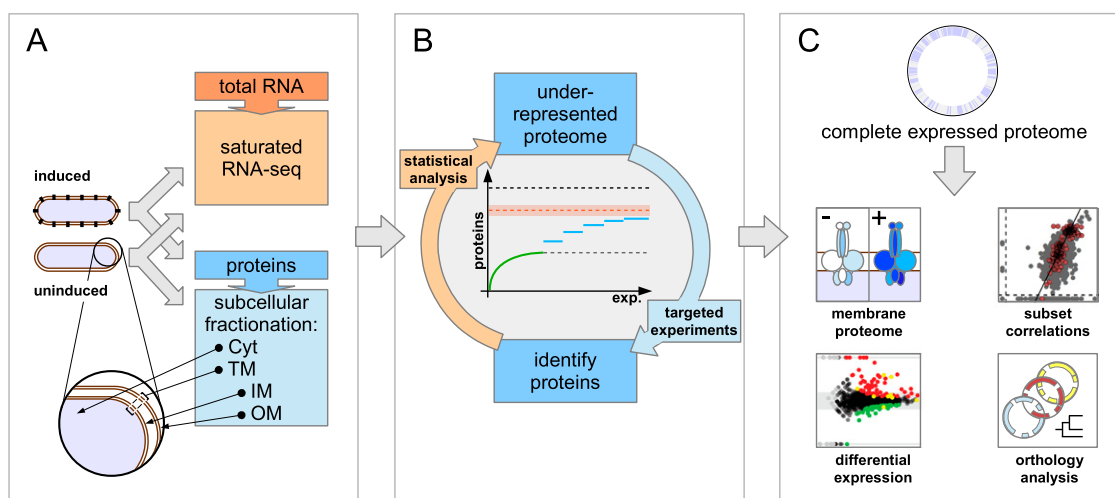 A
total RNA
saturated
RNA-seq
induced
uninduced
proteins
subcellular
fractionation:
Cyt
TM
IM
OM
B
under-
represented
proteome
statistical
analysis
proteins
exp.
targeted
experiments
identify
proteins
C
complete expressed proteome
-
+
membrane
proteome
subset
correlations
differential
expression
orthology
analysis